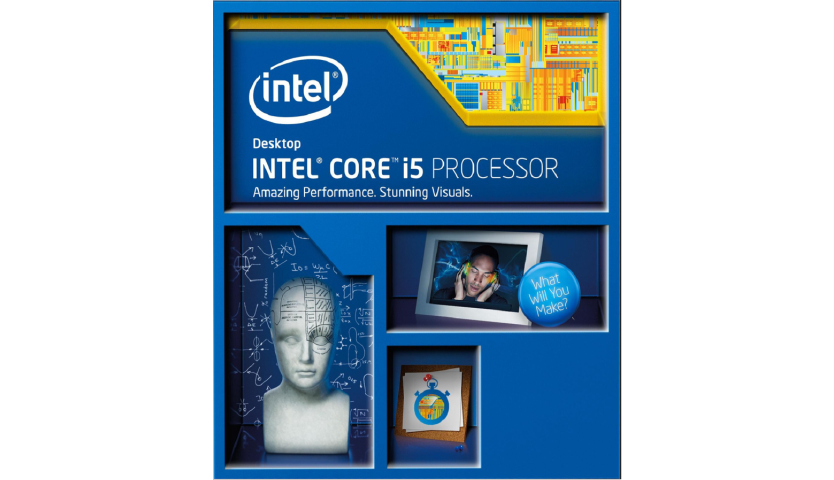 intel®
Desktop
INTEL® CORE™ i5 PROCESSOR
Amazing Performance. Stunning Visuals.
What
Will You
Make?